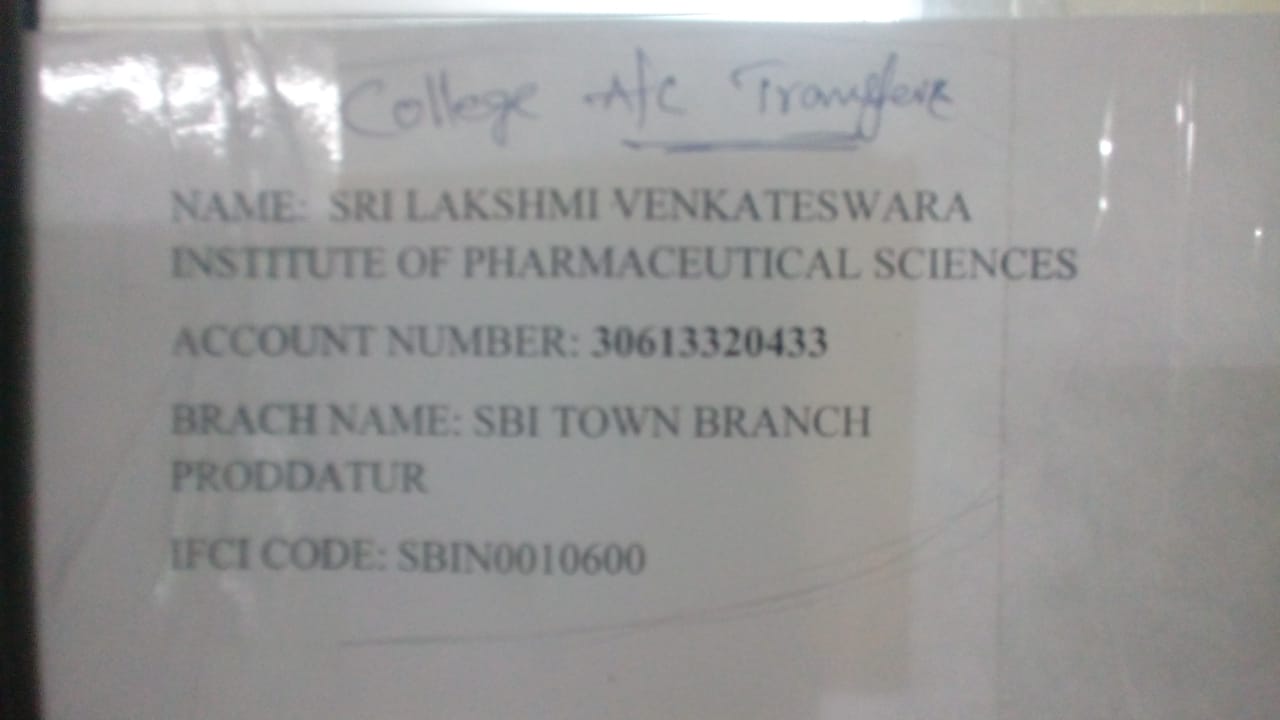 College A/c Transfere
NAME: SRI LAKSHMI VENKATESWARA
INSTITUTE OF PHARMACEUTICAL SCIENCES
ACCOUNT NUMBER: 30613320433
BRACH NAME: SBI TOWN BRANCH
PRODDATUR
IFCI CODE: SBIN0010600